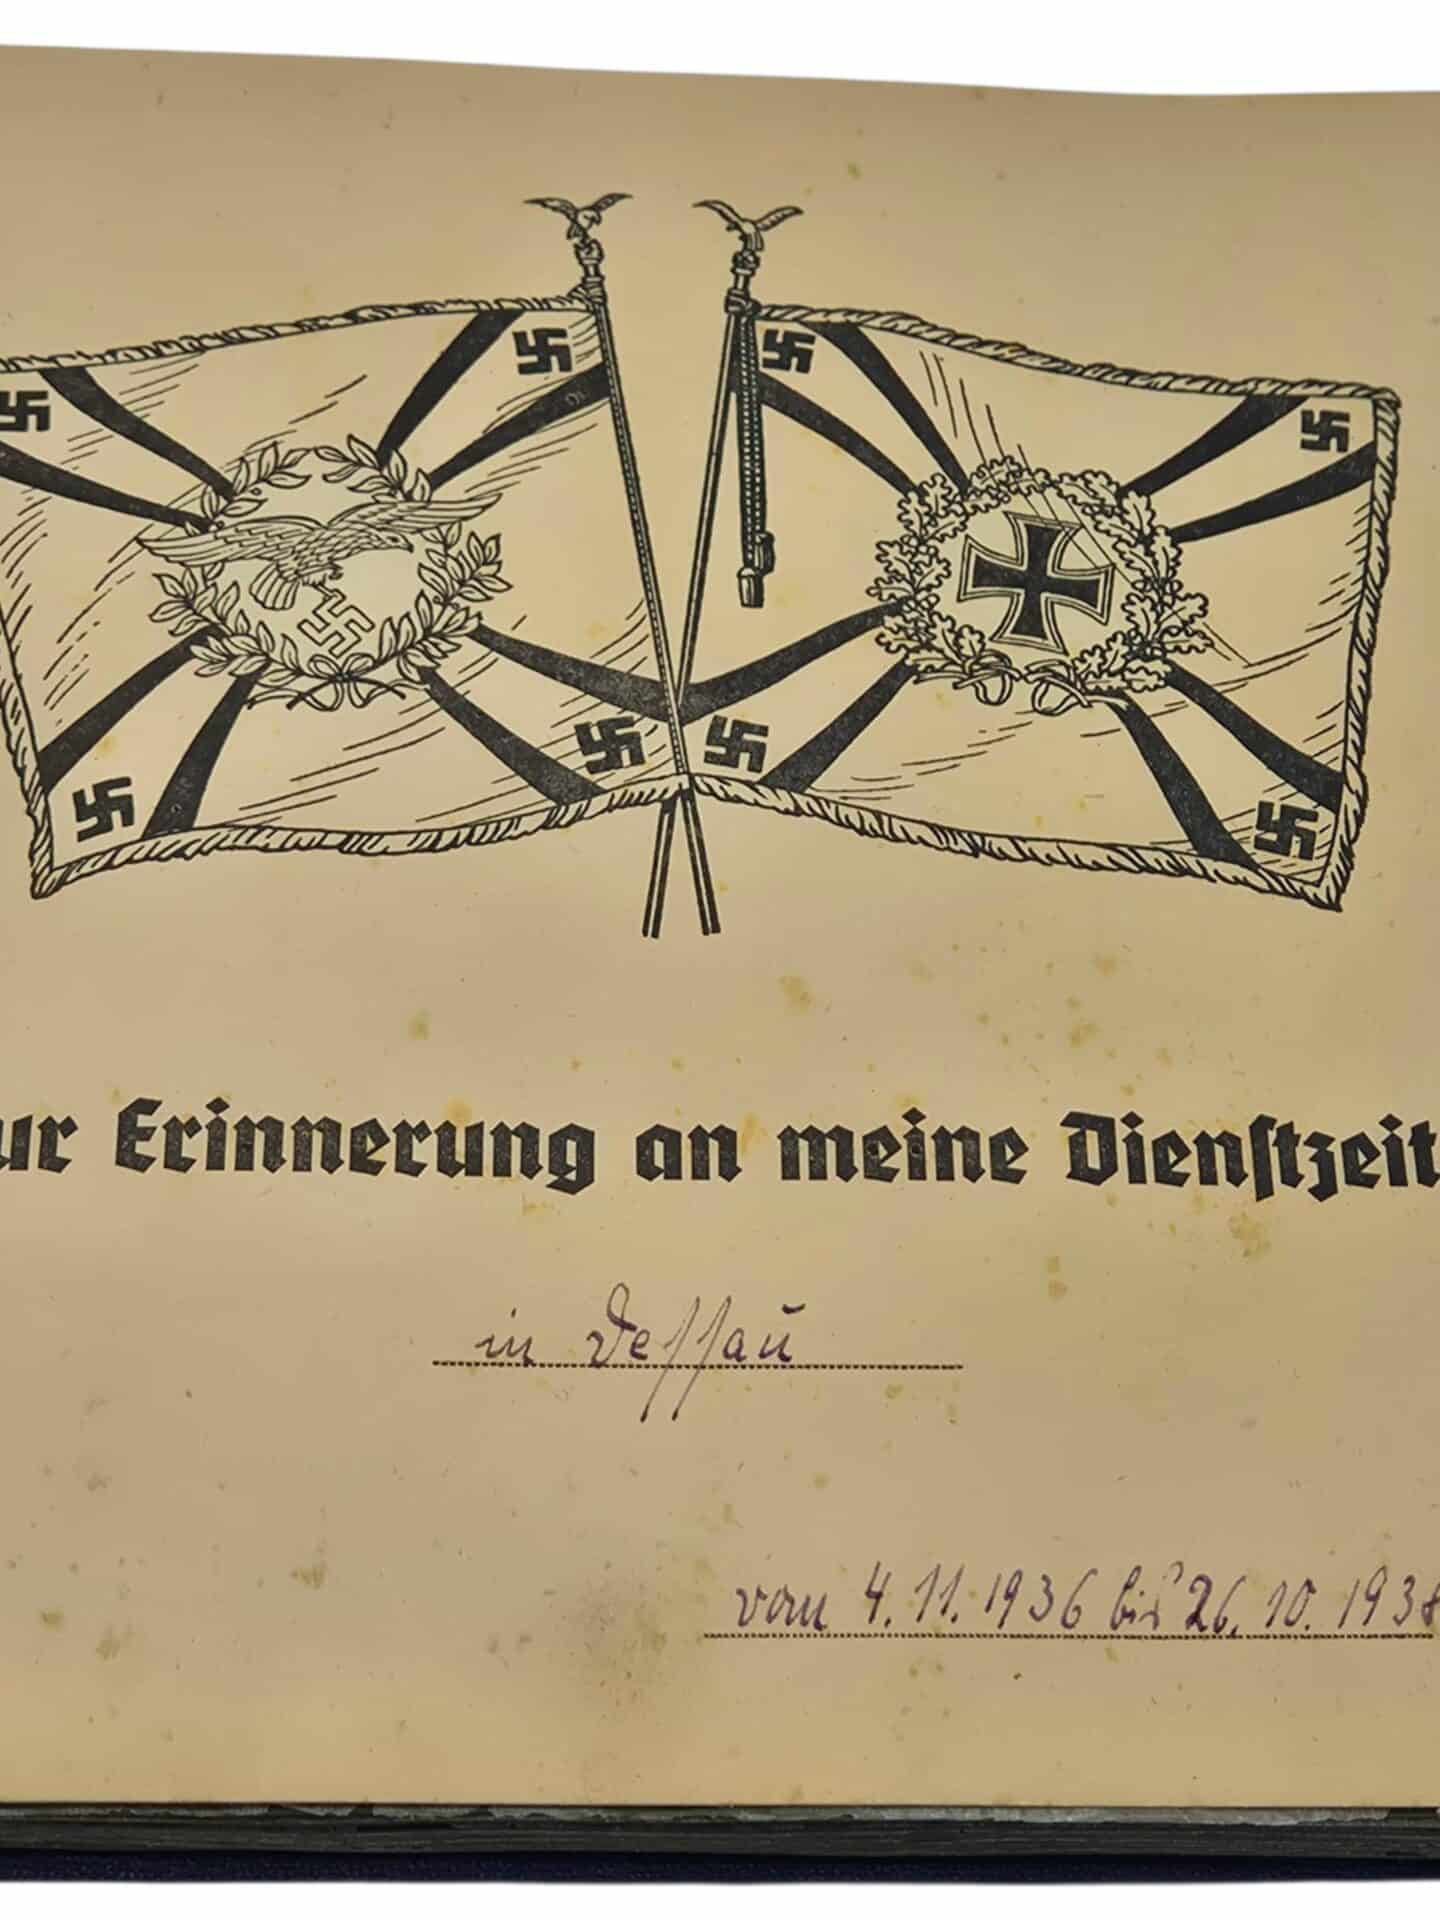 ur Erinnerung an meine Dienſtzeit
in Deſſau
vom 4.11.1936 bis 26.10.1938